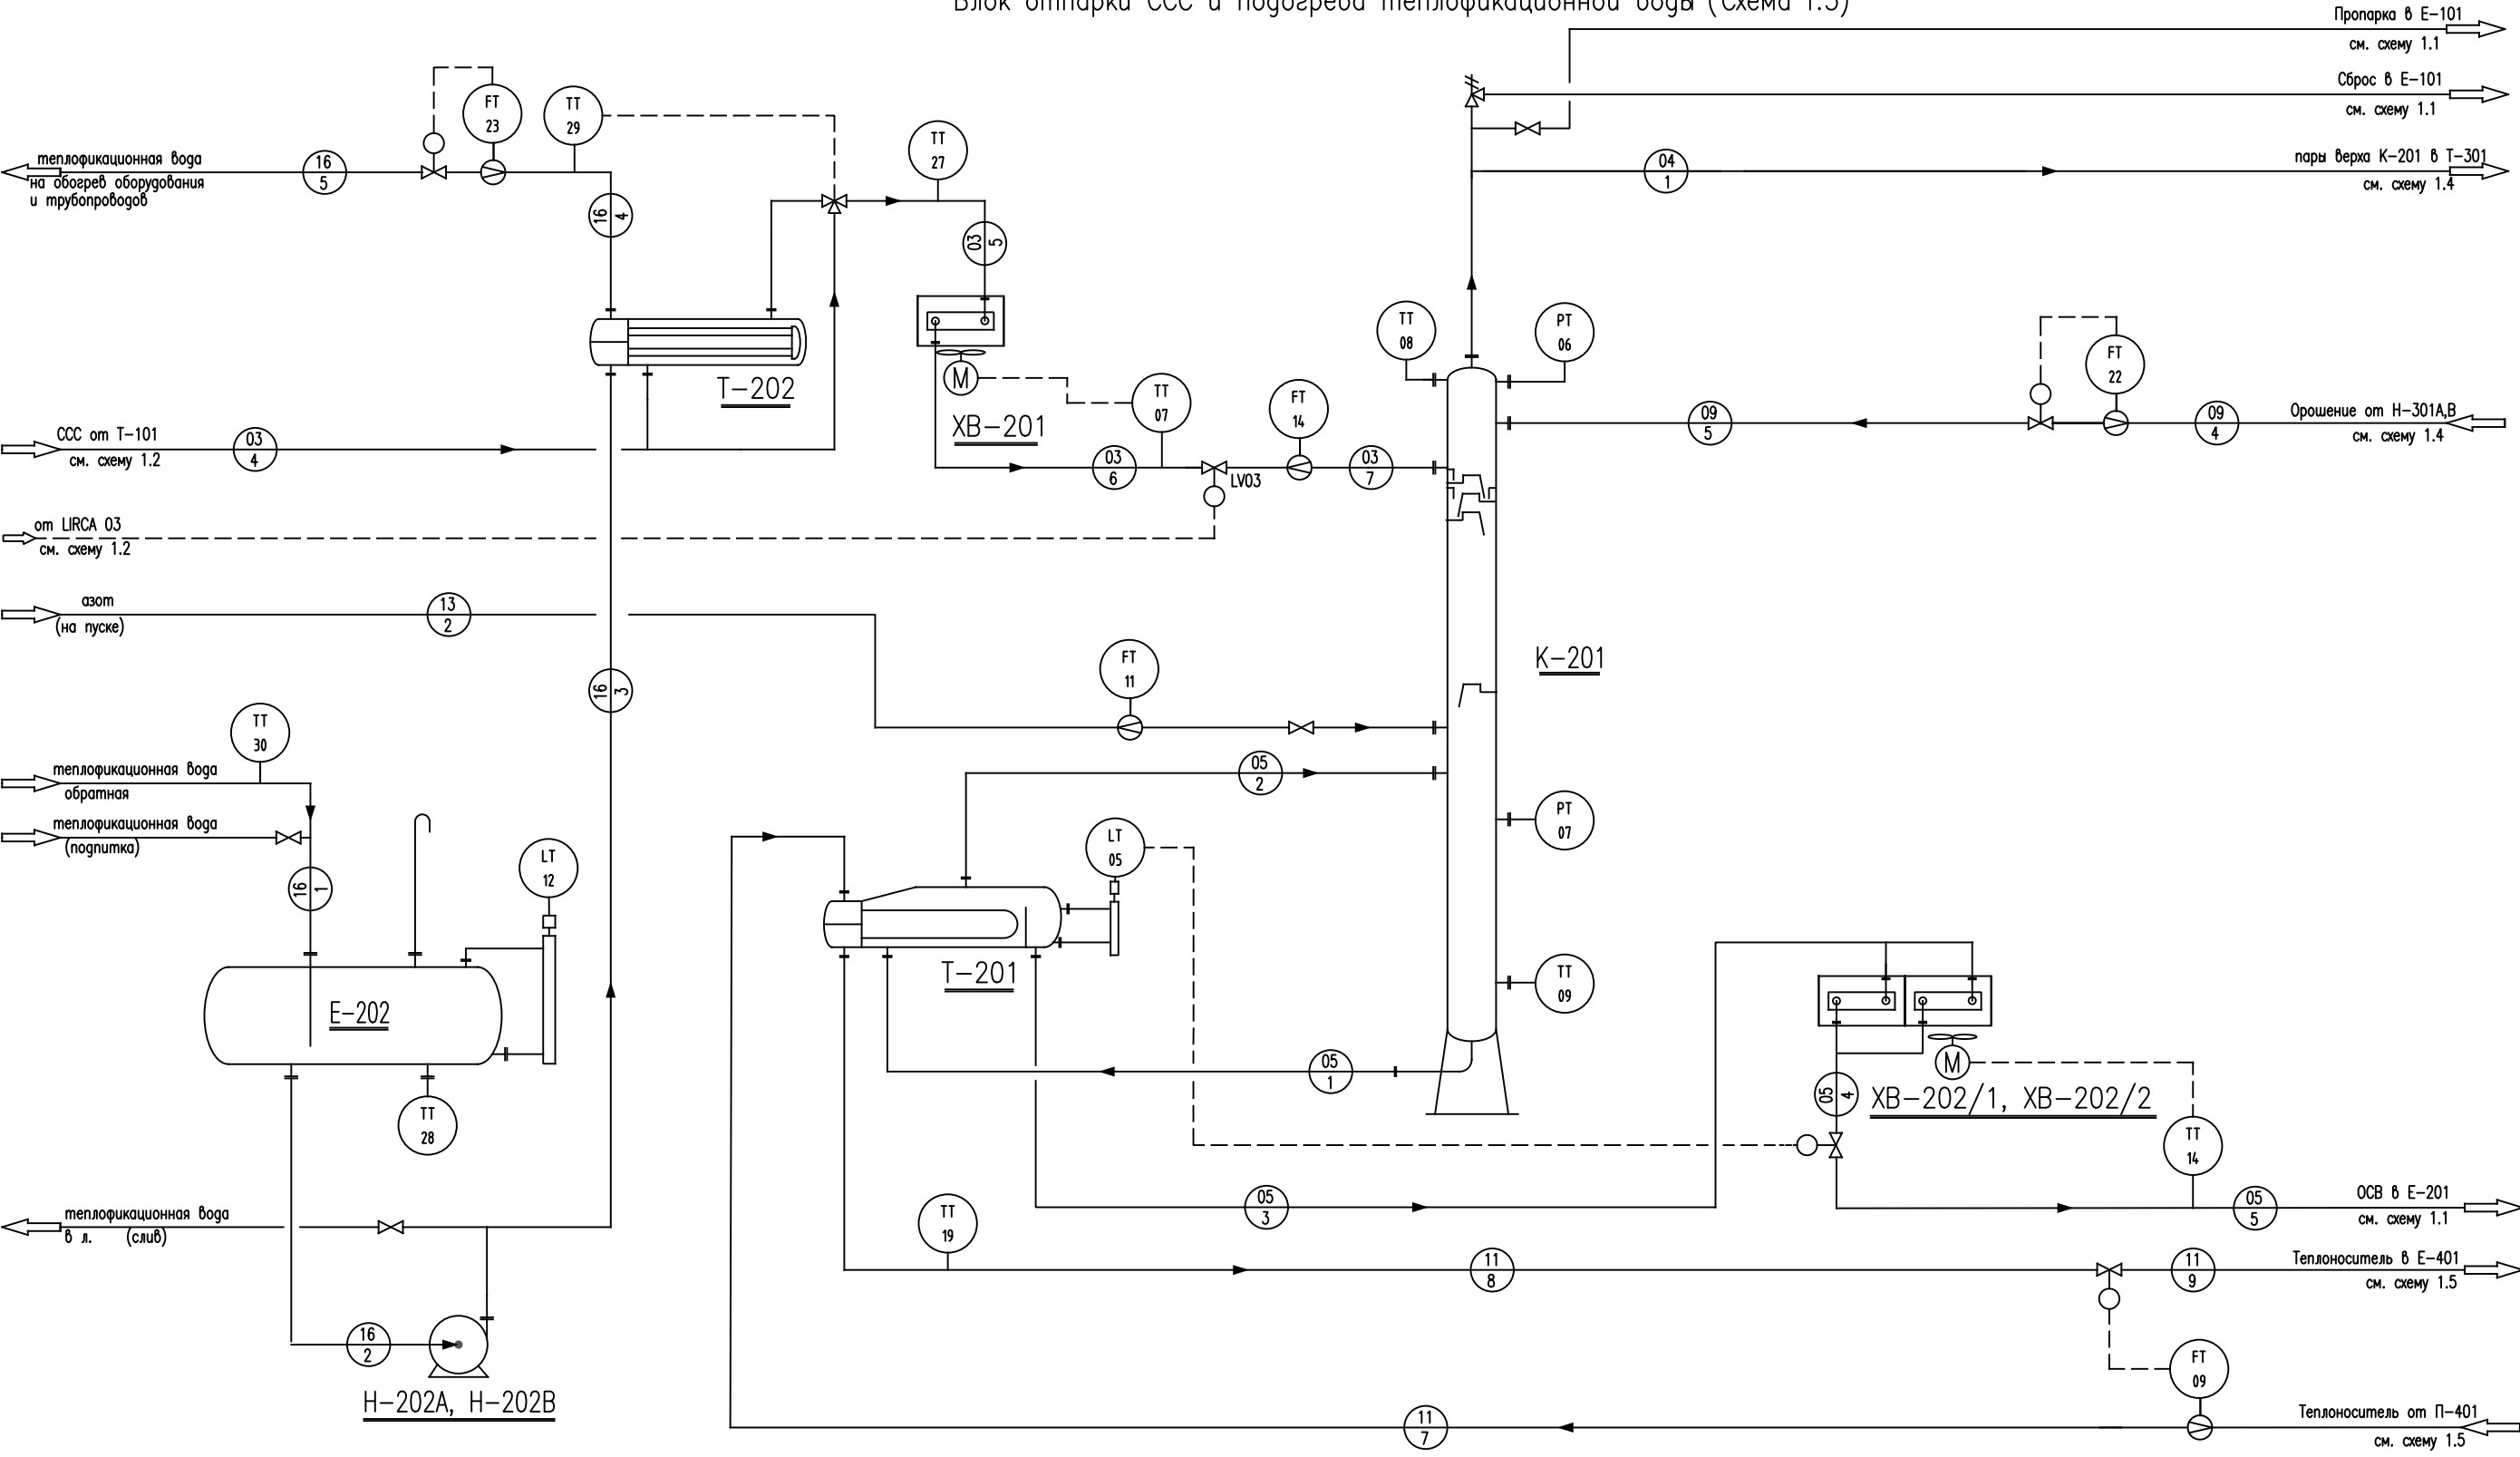 Блок отпарки ССС и подогрева теплофикационной воды (Схема 1.3)
Пропарка в Е-101
см. схему 1.1
Сброс в Е-101
см. схему 1.1
пары верха К-201 в Т-301
см. схему 1.4
04
1
FT
23
TT
29
TT
27
теплофикационная вода
на обогрев оборудования
и трубопроводов
16
5
16
4
03
5
Т-202
М
ХВ-201
TT
07
FT
14
TT
08
PT
06
FT
22
Орошение от Н-301А,В
см. схему 1.4
09
5
09
4
ССС от Т-101
см. схему 1.2
03
4
03
6
LV03
03
7
от LIRCA 03
см. схему 1.2
азот
(на пуске)
13
2
16
3
FT
11
К-201
TT
30
теплофикационная вода
обратная
теплофикационная вода
(подпитка)
16
1
05
2
LT
12
LT
05
PT
07
Т-201
TT
09
Е-202
TT
28
05
1
М
05
4
ХВ-202/1, ХВ-202/2
TT
14
теплофикационная вода
в л. (слив)
TT
19
05
3
05
5
ОСВ в Е-201
см. схему 1.1
11
8
11
9
Теплоноситель в Е-401
см. схему 1.5
16
2
Н-202А, Н-202В
FT
09
11
7
Теплоноситель от П-401
см. схему 1.5